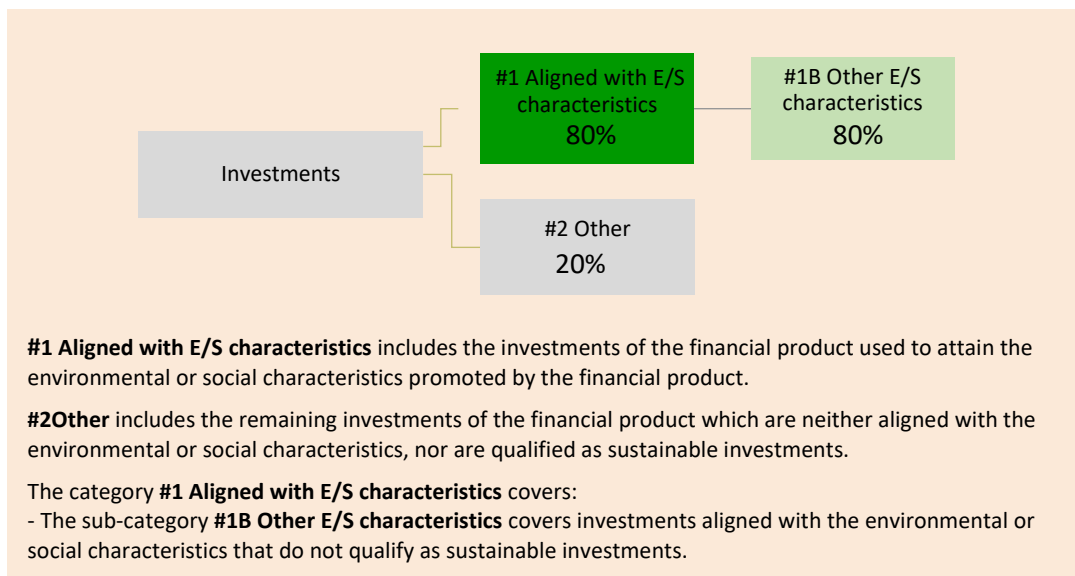 #1 Aligned with E/S
characteristics
80%
#1B Other E/S
characteristics
80%
Investments
#2 Other
20%
#1 Aligned with E/S characteristics includes the investments of the financial product used to attain the
environmental or social characteristics promoted by the financial product.
#2Other includes the remaining investments of the financial product which are neither aligned with the
environmental or social characteristics, nor are qualified as sustainable investments.
The category #1 Aligned with E/S characteristics covers:
- The sub-category #1B Other E/S characteristics covers investments aligned with the environmental or
social characteristics that do not qualify as sustainable investments.